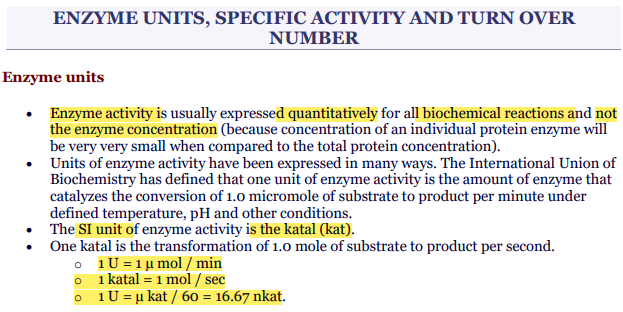 ENZYME UNITS, SPECIFIC ACTIVITY AND TURN OVER
NUMBER
Enzyme units
• Enzyme activity is usually expressed quantitatively for all biochemical reactions and not
the enzyme concentration (because concentration of an individual protein enzyme will
be very very small when compared to the total protein concentration).
• Units of enzyme activity have been expressed in many ways. The International Union of
Biochemistry has defined that one unit of enzyme activity is the amount of enzyme that
catalyzes the conversion of 1.0 micromole of substrate to product per minute under
defined temperature, pH and other conditions.
• The SI unit of enzyme activity is the katal (kat).
• One katal is the transformation of 1.0 mole of substrate to product per second.
o 1 U = 1 µ mol / min
o 1 katal = 1 mol / sec
o 1 U = µ kat / 60 = 16.67 nkat.